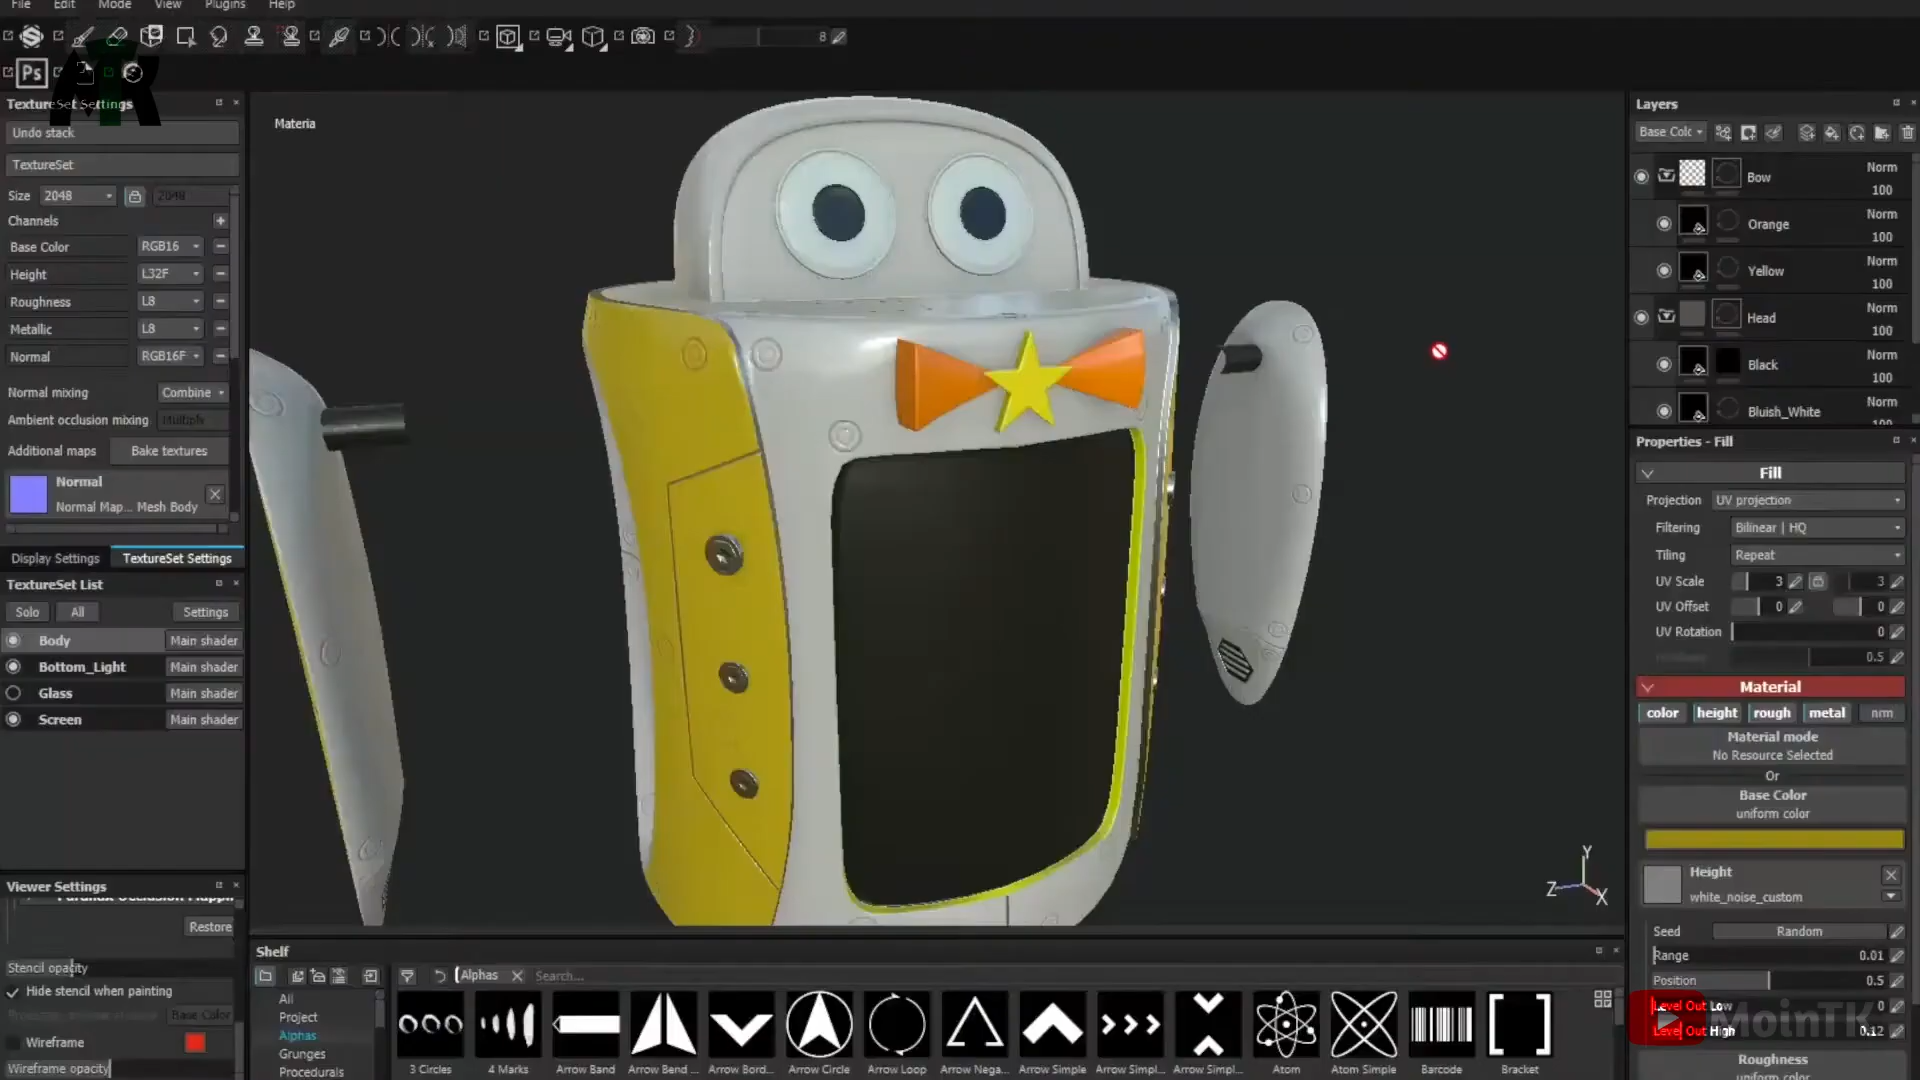 File Edit Mode View Plugins Help
8
Ps
TextureSet Settings
Undo stack
TextureSet
Size 2048 2048
Channels
Base Color RGB16
Height L32F
Roughness L8
Metallic L8
Normal RGB16F
Normal mixing Combine
Ambient occlusion mixing Multiply
Additional maps Bake textures
Normal
Normal Map... Mesh Body
Display Settings TextureSet Settings
TextureSet List
Solo All Settings
Body Main shader
Bottom_Light Main shader
Glass Main shader
Screen Main shader
Viewer Settings
Restore
Stencil opacity
Hide stencil when painting
Base Color
Wireframe
Wireframe opacity
Materia
Z Y X
Shelf
Alphas Search...
All
Project
Alphas
Grunges
Procedurals
3 Circles
4 Marks
Arrow Band
Arrow Bend ...
Arrow Bord...
Arrow Circle
Arrow Loop
Arrow Nega...
Arrow Simple
Arrow Simpl...
Arrow Simpl...
Atom
Atom Simple
Barcode
Bracket
Layers
Base Colc
Bow Norm 100
Orange Norm 100
Yellow Norm 100
Head Norm 100
Black Norm 100
Bluish_White Norm 100
Properties - Fill
Fill
Projection UV projection
Filtering Bilinear | HQ
Tiling Repeat
UV Scale 3 3
UV Offset 0 0
UV Rotation 0
0.5
Material
color height rough metal nrm
Material mode
No Resource Selected
Or
Base Color
uniform color
Height
white_noise_custom
Seed Random
Range 0.01
Position 0.5
Level Out Low 0
Level Out High 0.12
MoinTK
Roughness
uniform color